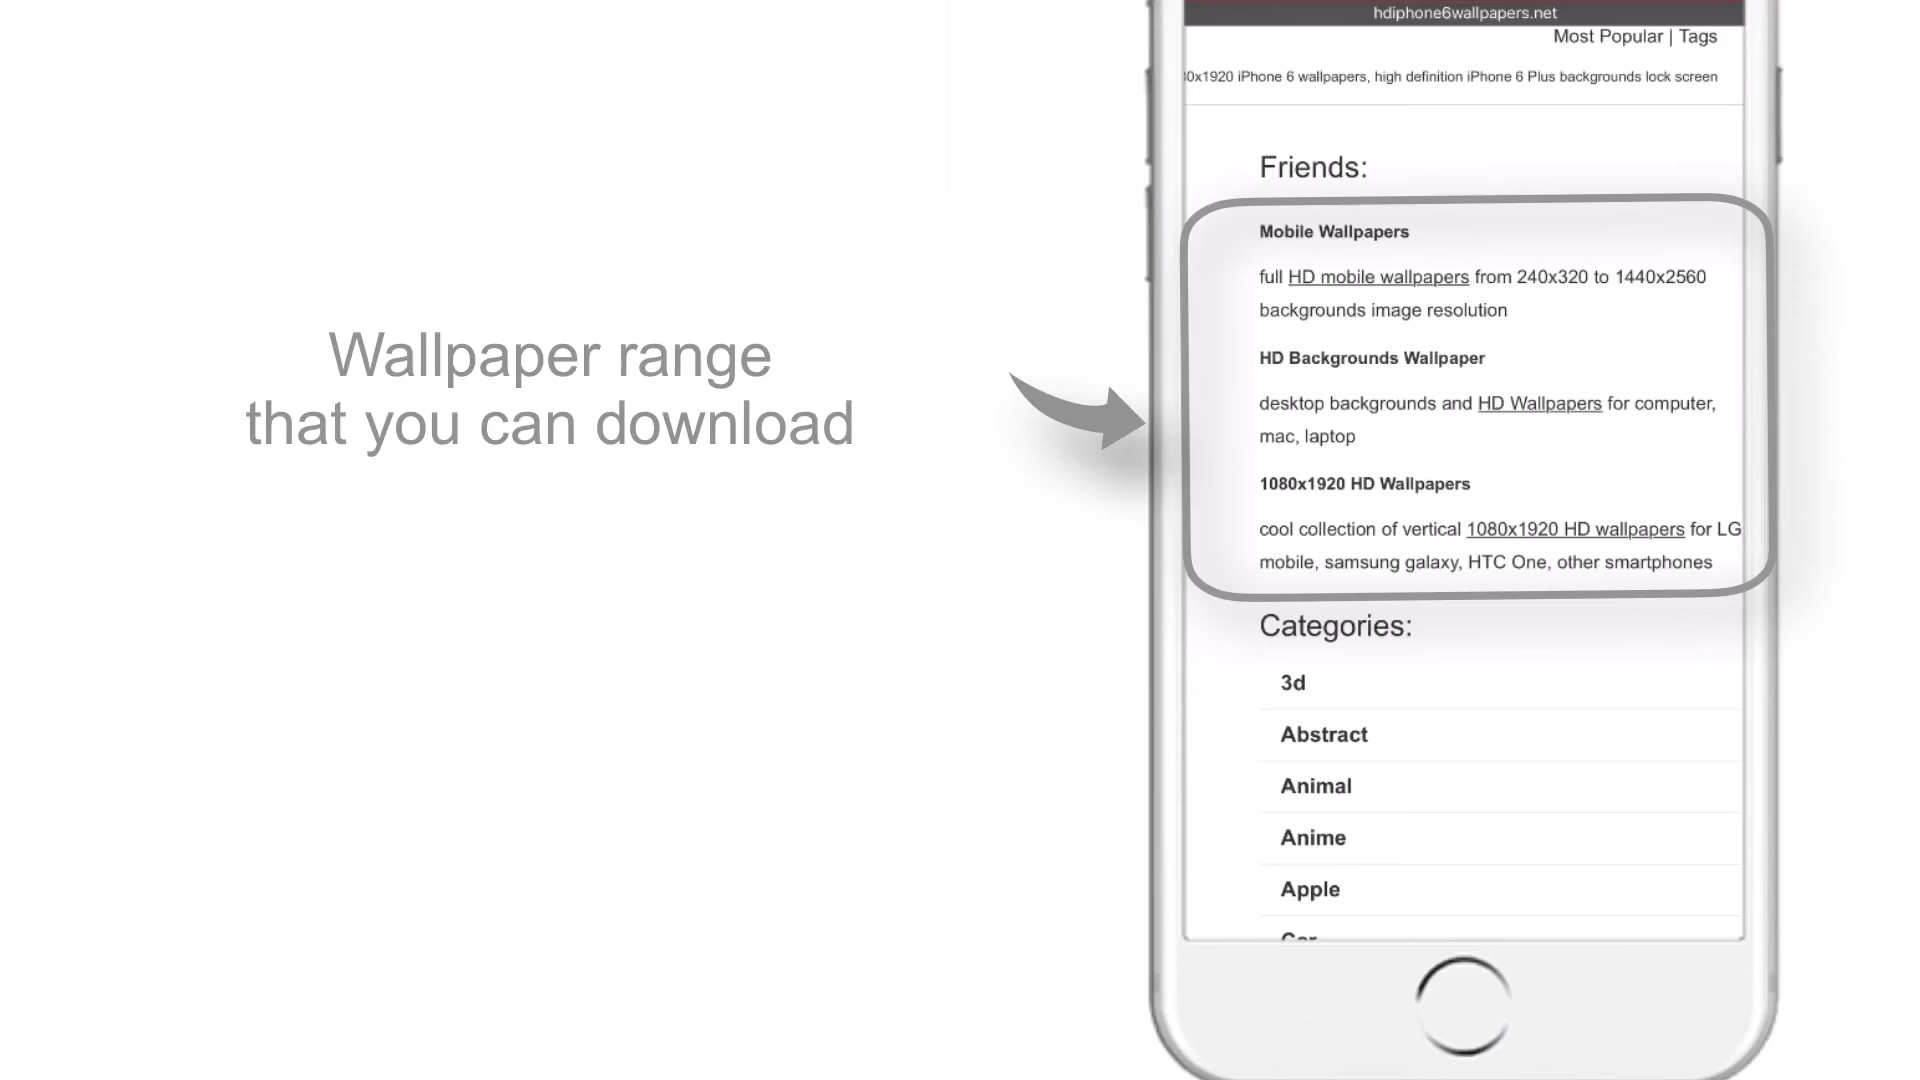 hdiphone6wallpapers.net
Most Popular | Tags
0x1920 iPhone 6 wallpapers, high definition iPhone 6 Plus backgrounds lock screen
Friends:
Mobile Wallpapers
full HD mobile wallpapers from 240x320 to 1440x2560
backgrounds image resolution
HD Backgrounds Wallpaper
desktop backgrounds and HD Wallpapers for computer,
mac, laptop
1080x1920 HD Wallpapers
cool collection of vertical 1080x1920 HD wallpapers for LG
mobile, samsung galaxy, HTC One, other smartphones
Categories:
3d
Abstract
Animal
Anime
Apple
Wallpaper range
that you can download